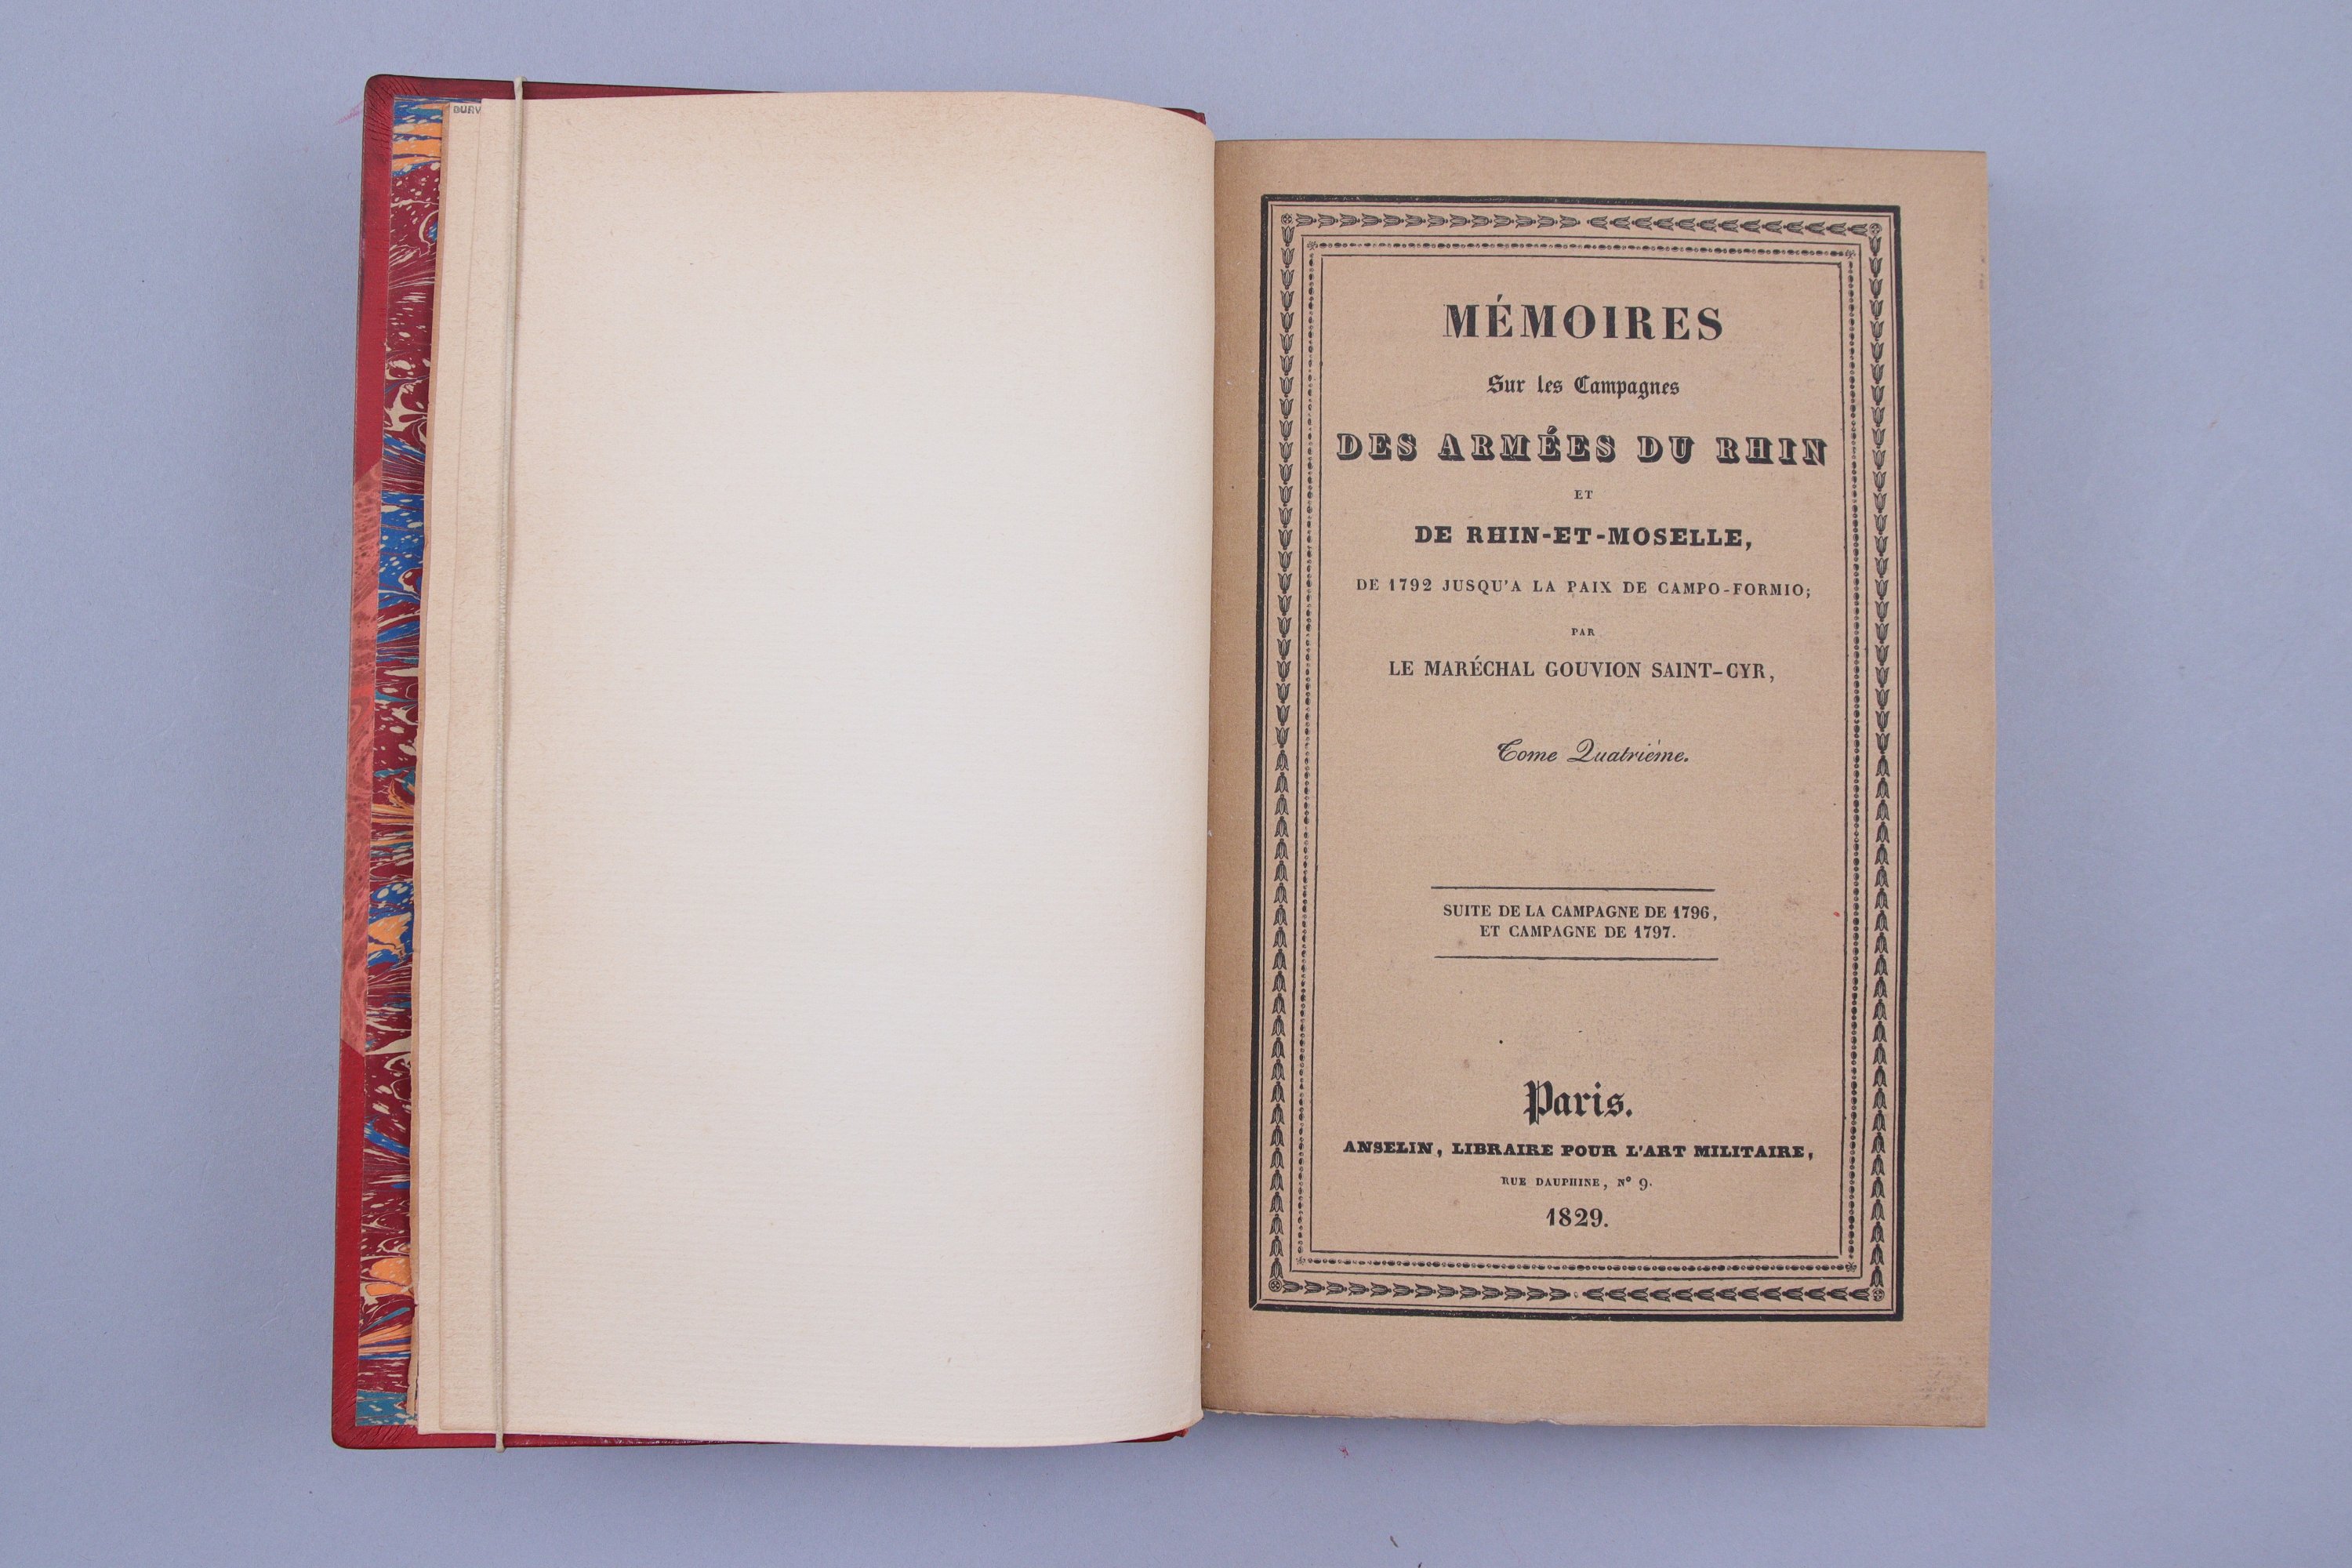 DURV
MÉMOIRES
Sur les Campagnes
DES ARMÉES DU RHIN
ET
DE RHIN-ET-MOSELLE,
DE 1792 JUSQU'A LA PAIX DE CAMPO-FORMIO;
PAR
LE MARÉCHAL GOUVION SAINT-CYR,
Tome Quatrième.
SUITE DE LA CAMPAGNE DE 1796,
ET CAMPAGNE DE 1797.
Paris.
ANSELIN, LIBRAIRE POUR L'ART MILITAIRE,
RUE DAUPHINE, Nº 9.
1829.